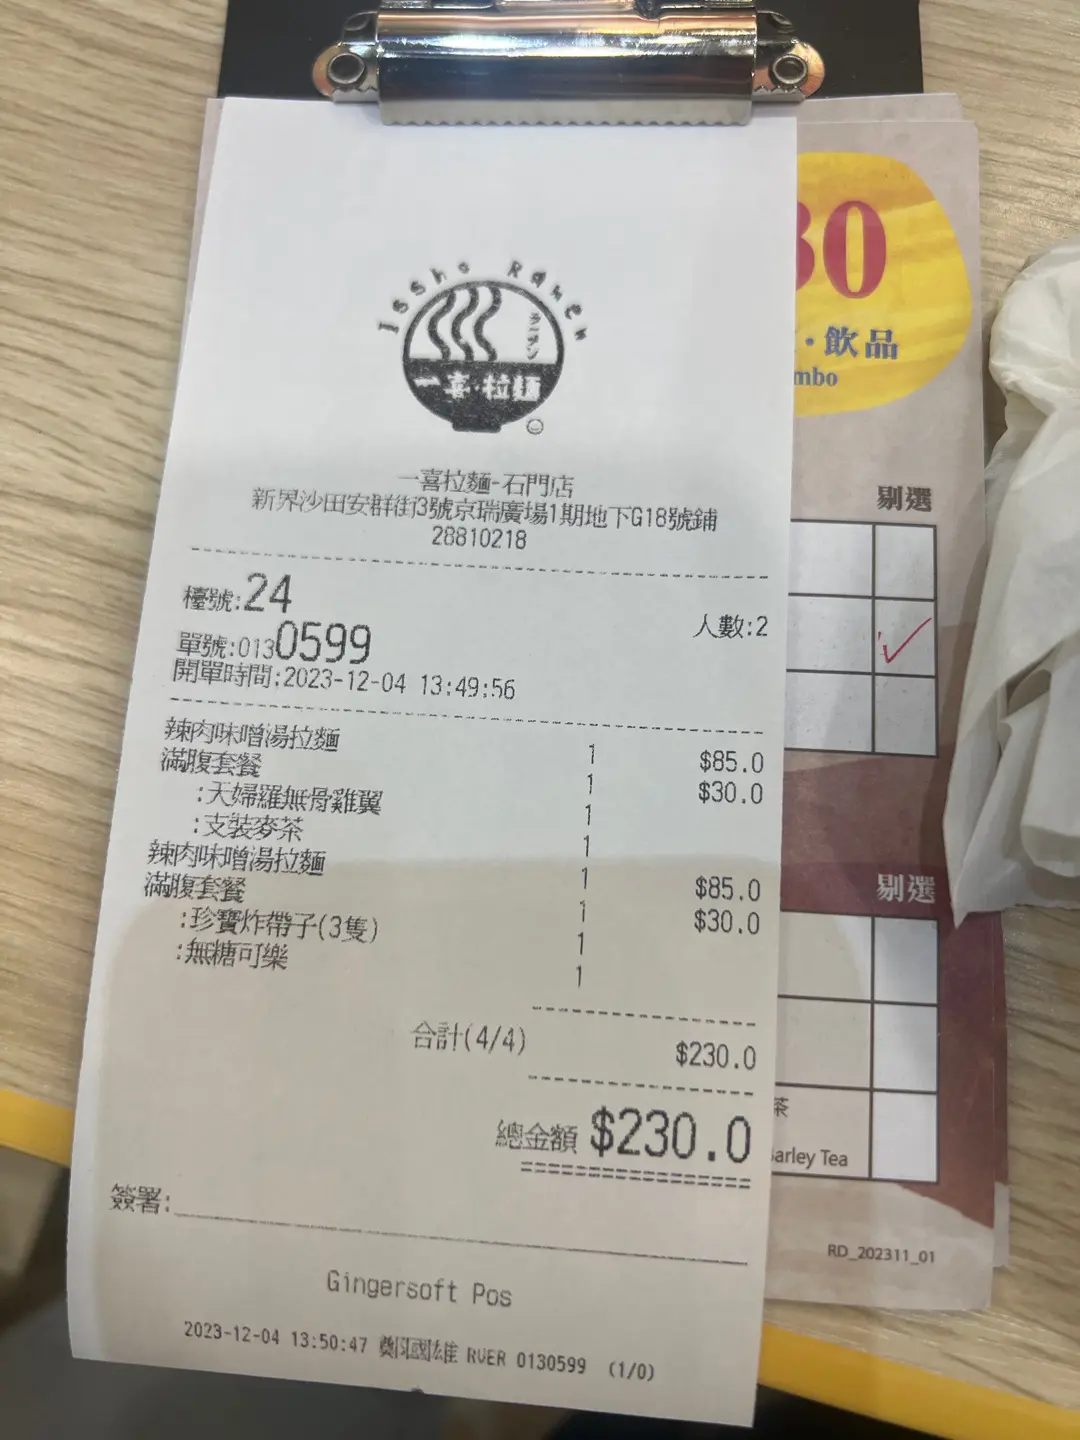 Issho Ramen
ラーメン
一喜·拉麵
一喜拉麵-石門店
新界沙田安群街3號京瑞廣場1期地下G18號鋪
28810218
檯號:24
人數:2
單號:0130599
開單時間:2023-12-04 13:49:56
辣肉味噌湯拉麵 1 $85.0
滿腹套餐 1 $30.0
:天婦羅無骨雞翼 1
:支裝麥茶 1
辣肉味噌湯拉麵 1 $85.0
滿腹套餐 1 $30.0
:珍寶炸帶子(3隻) 1
:無糖可樂 1
合計(4/4) $230.0
總金額 $230.0
簽署:
Gingersoft Pos
2023-12-04 13:50:47 鄭國雄 RVER 0130599 (1/0)
30
·飲品
mbo
剔選
剔選
茶
arley Tea
RD_202311_01